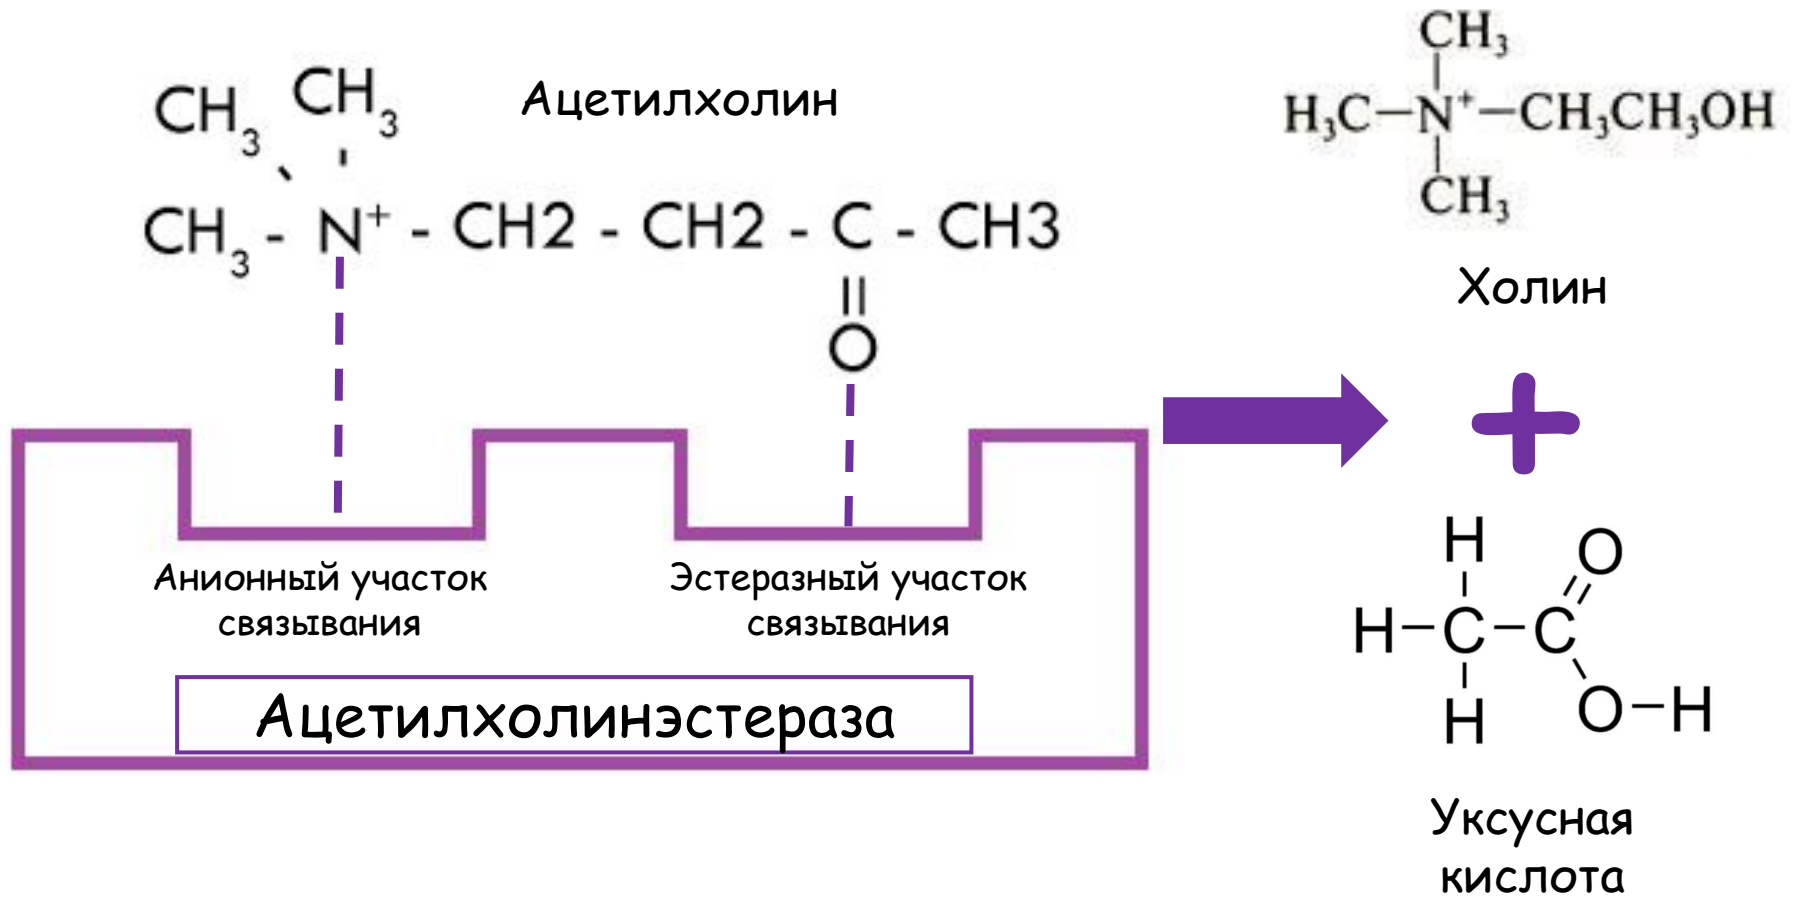 Ацетилхолин
CH₃ CH₃
CH₃ - N⁺ - CH2 - CH2 - C - CH3
O
Анионный участок
связывания
Эстеразный участок
связывания
Ацетилхолинэстераза
CH₃
H₃C—N⁺—CH₃CH₃OH
CH₃
Холин
+
H O
H—C—C
H O—H
Уксусная
кислота